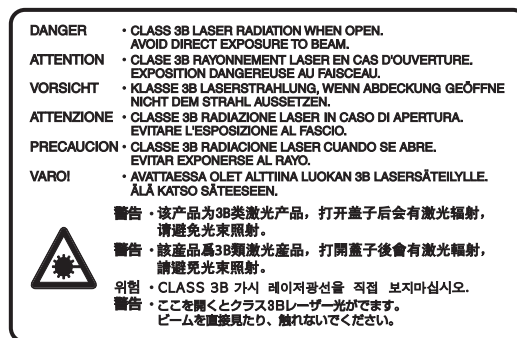 DANGER · CLASS 3B LASER RADIATION WHEN OPEN.
AVOID DIRECT EXPOSURE TO BEAM.
ATTENTION · CLASE 3B RAYONNEMENT LASER EN CAS D'OUVERTURE.
EXPOSITION DANGEREUSE AU FAISCEAU.
VORSICHT · KLASSE 3B LASERSTRAHLUNG, WENN ABDECKUNG GEÖFFNE
NICHT DEM STRAHL AUSSETZEN.
ATTENZIONE · CLASSE 3B RADIAZIONE LASER IN CASO DI APERTURA.
EVITARE L'ESPOSIZIONE AL FASCIO.
PRECAUCION · CLASSE 3B RADIACIONE LASER CUANDO SE ABRE.
EVITAR EXPONERSE AL RAYO.
VARO! · AVATTAESSA OLET ALTTIINA LUOKAN 3B LASERSÄTEILYLLE.
ÄLÄ KATSO SÄTEESEEN.
警告 · 该产品为3B类激光产品，打开盖子后会有激光辐射，
请避免光束照射。
警告 · 該産品爲3B類激光産品，打開蓋子後會有激光輻射，
請避免光束照射。
위험 · CLASS 3B 가시 레이저광선을 직접 보지마십시오.
警告 · ここを開くとクラス3Bレーザー光がでます。
ビームを直接見たり、触れないでください。